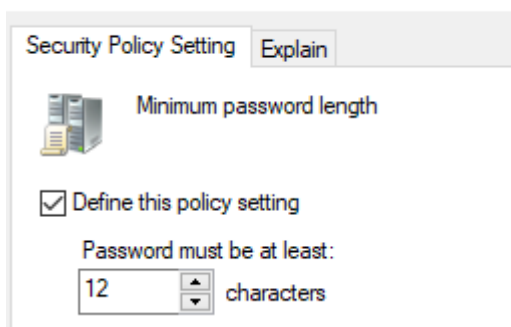 Security Policy Setting Explain
Minimum password length
Define this policy setting
Password must be at least:
12 characters